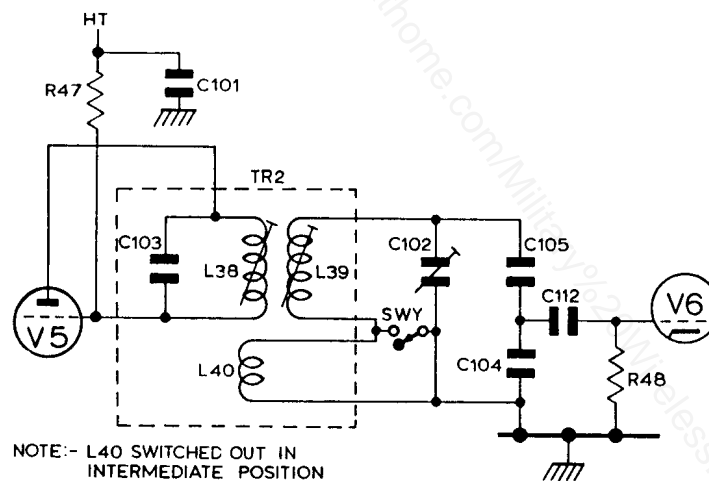 HT
R47
C101
TR2
C103
L38
L39
C102
C105
SWY
C112
V5
V6
L40
C104
R48
NOTE:- L40 SWITCHED OUT IN
INTERMEDIATE POSITION